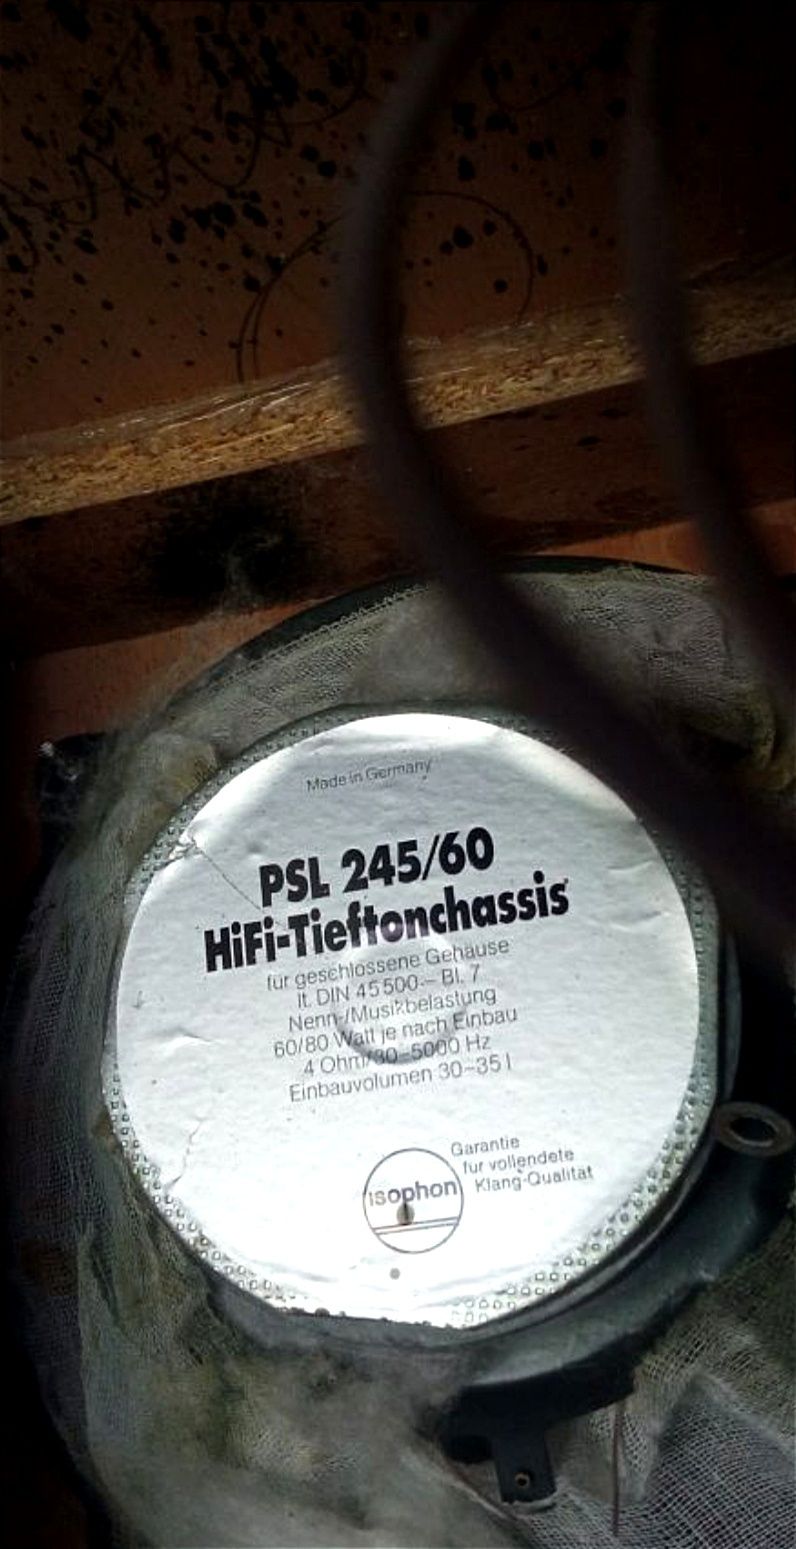 Made in Germany
PSL 245/60
HiFi-Tieftonchassis
für geschlossene Gehäuse
lt. DIN 45500.– Bl. 7
Nenn-/Musikbelastung
60/80 Watt je nach Einbau
4 Ohm/30–5000 Hz
Einbauvolumen 30–35 l
Garantie
für vollendete
Klang-Qualität
isophon